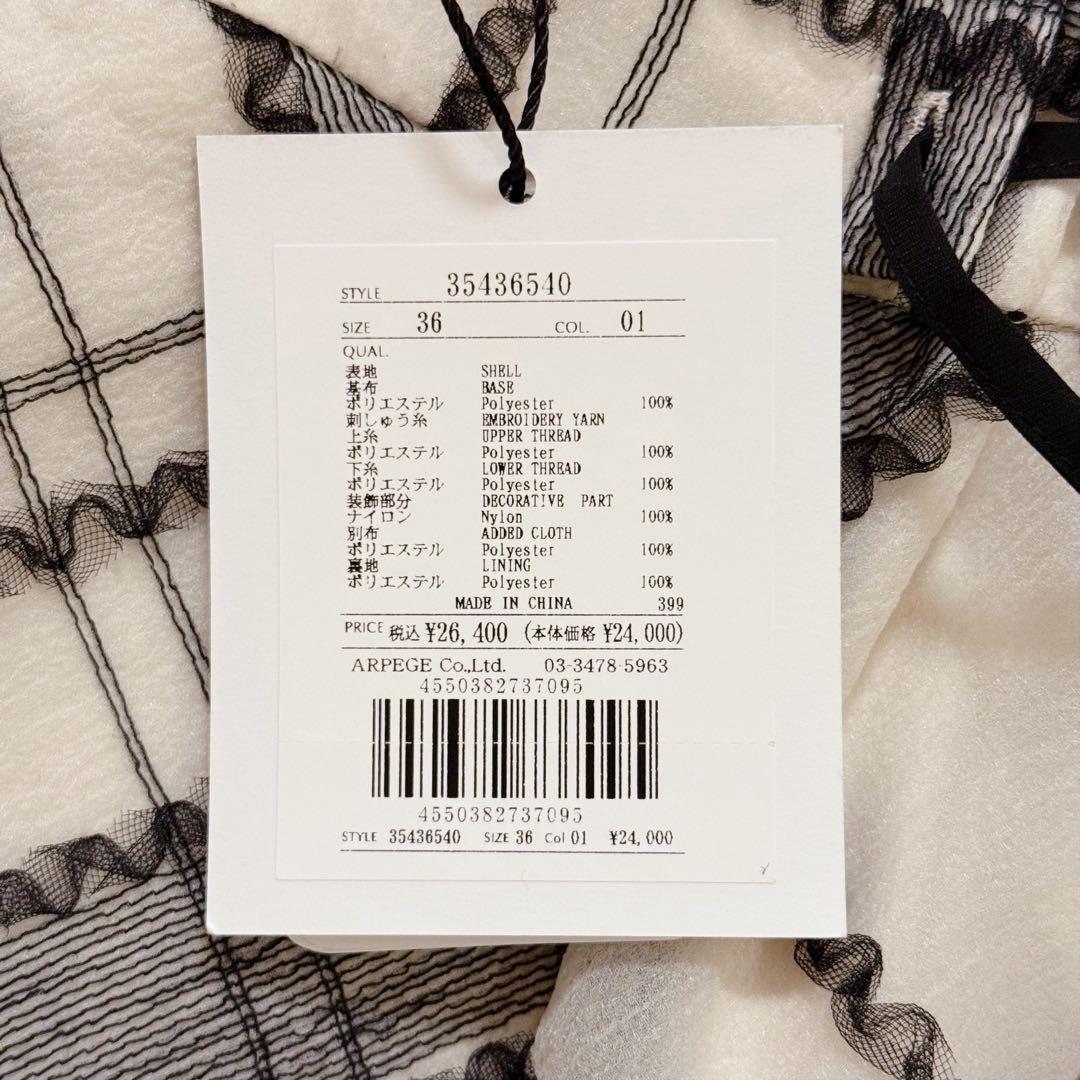 STYLE 35436540
SIZE 36 COL. 01
QUAL.
表地 SHELL
基布 BASE
ポリエステル Polyester 100%
刺しゅう糸 EMBROIDERY YARN
上糸 UPPER THREAD
ポリエステル Polyester 100%
下糸 LOWER THREAD
ポリエステル Polyester 100%
装飾部分 DECORATIVE PART
ナイロン Nylon 100%
別布 ADDED CLOTH
ポリエステル Polyester 100%
裏地 LINING
ポリエステル Polyester 100%
MADE IN CHINA 399
PRICE 税込 ¥26,400 (本体価格 ¥24,000)
ARPEGE Co.,Ltd. 03-3478-5963
4550382737095
4550382737095
STYLE 35436540 SIZE 36 Col 01 ¥24,000